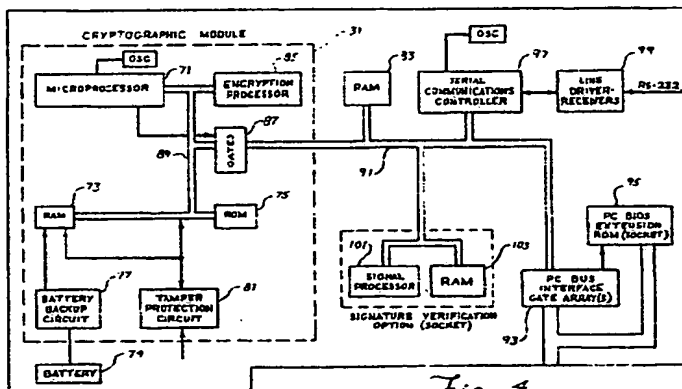 CRYPTOGRAPHIC MODULE
31
OSC
71
MICROPROCESSOR
85
ENCRYPTION
PROCESSOR
87
GATES
89
83
RAM
OSC
97
SERIAL
COMMUNICATIONS
CONTROLLER
99
LINE
DRIVER-
RECEIVERS
RS-232
91
73
RAM
75
ROM
77
BATTERY
BACKUP
CIRCUIT
81
TAMPER
PROTECTION
CIRCUIT
79
BATTERY
101
SIGNAL
PROCESSOR
103
RAM
SIGNATURE VERIFICATION
OPTION (SOCKET)
95
PC BIOS
EXTENSION
ROM (SOCKET)
PC BUS
INTERFACE
GATE ARRAY(S)
93
Fig. 4